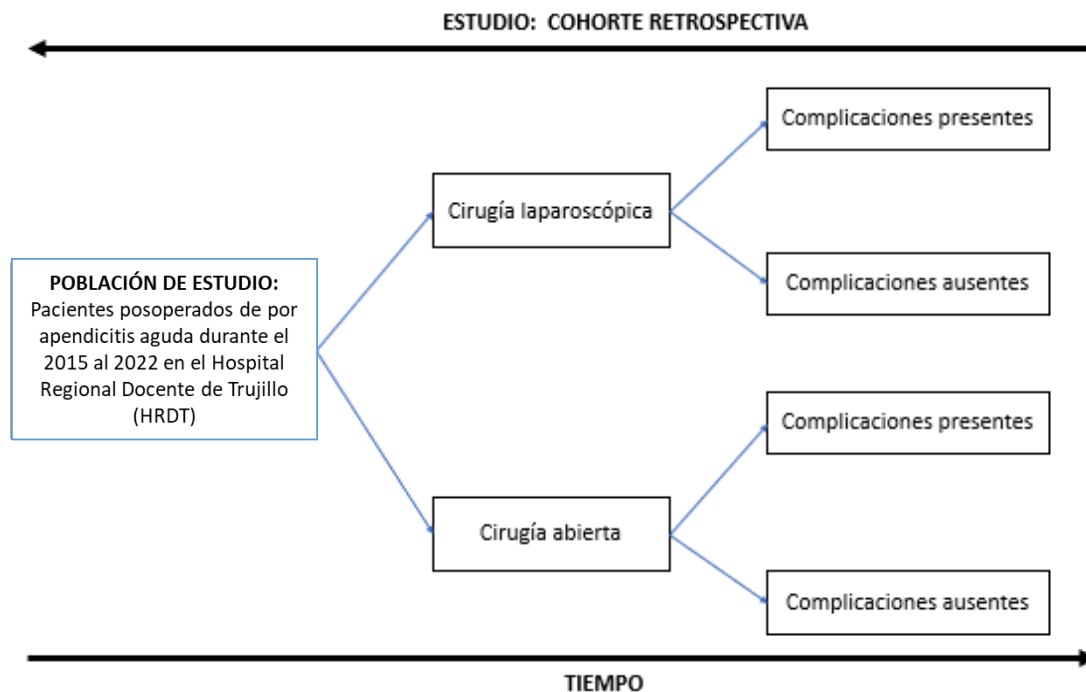 ESTUDIO: COHORTE RETROSPECTIVA
Complicaciones presentes
Cirugía laparoscópica
Complicaciones ausentes
POBLACIÓN DE ESTUDIO:
Pacientes posoperados de por
apendicitis aguda durante el
2015 al 2022 en el Hospital
Regional Docente de Trujillo
(HRDT)
Complicaciones presentes
Cirugía abierta
Complicaciones ausentes
TIEMPO